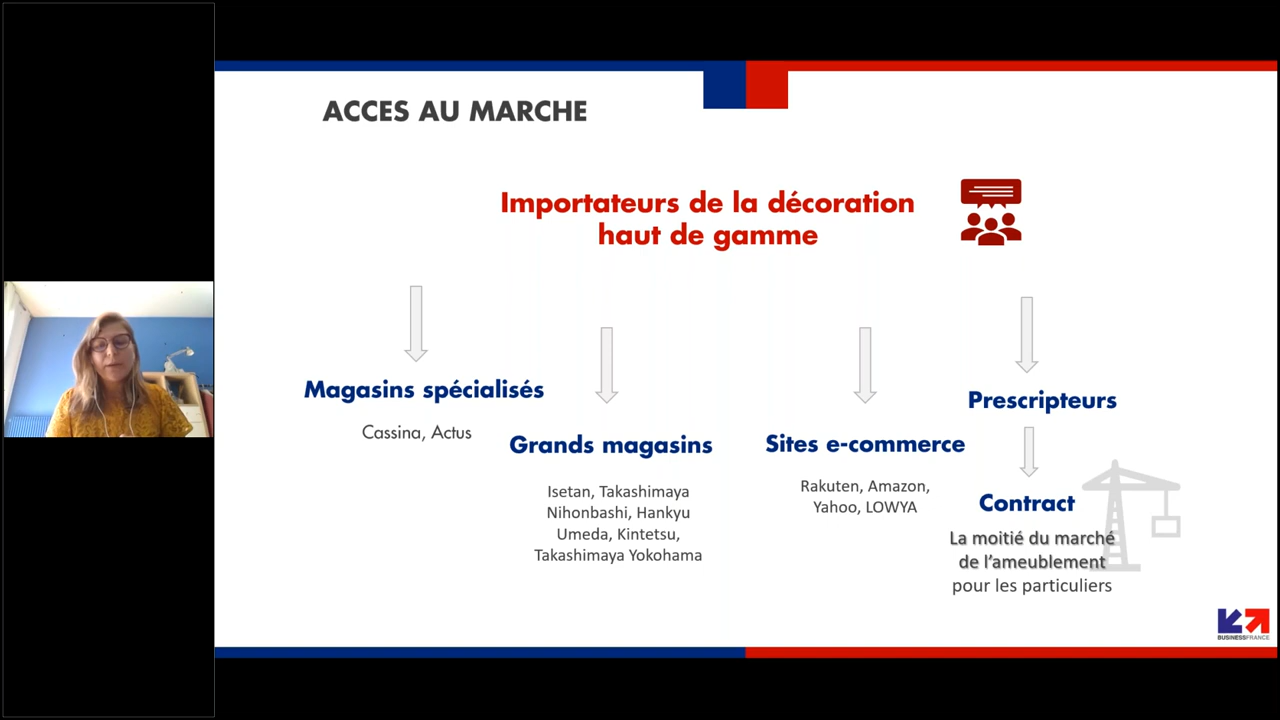 ACCES AU MARCHE
Importateurs de la décoration
haut de gamme
Magasins spécialisés
Cassina, Actus
Grands magasins
Isetan, Takashimaya
Nihonbashi, Hankyu
Umeda, Kintetsu,
Takashimaya Yokohama
Sites e-commerce
Rakuten, Amazon,
Yahoo, LOWYA
Prescripteurs
Contract
La moitié du marché
de l’ameublement
pour les particuliers
BUSINESSFRANCE